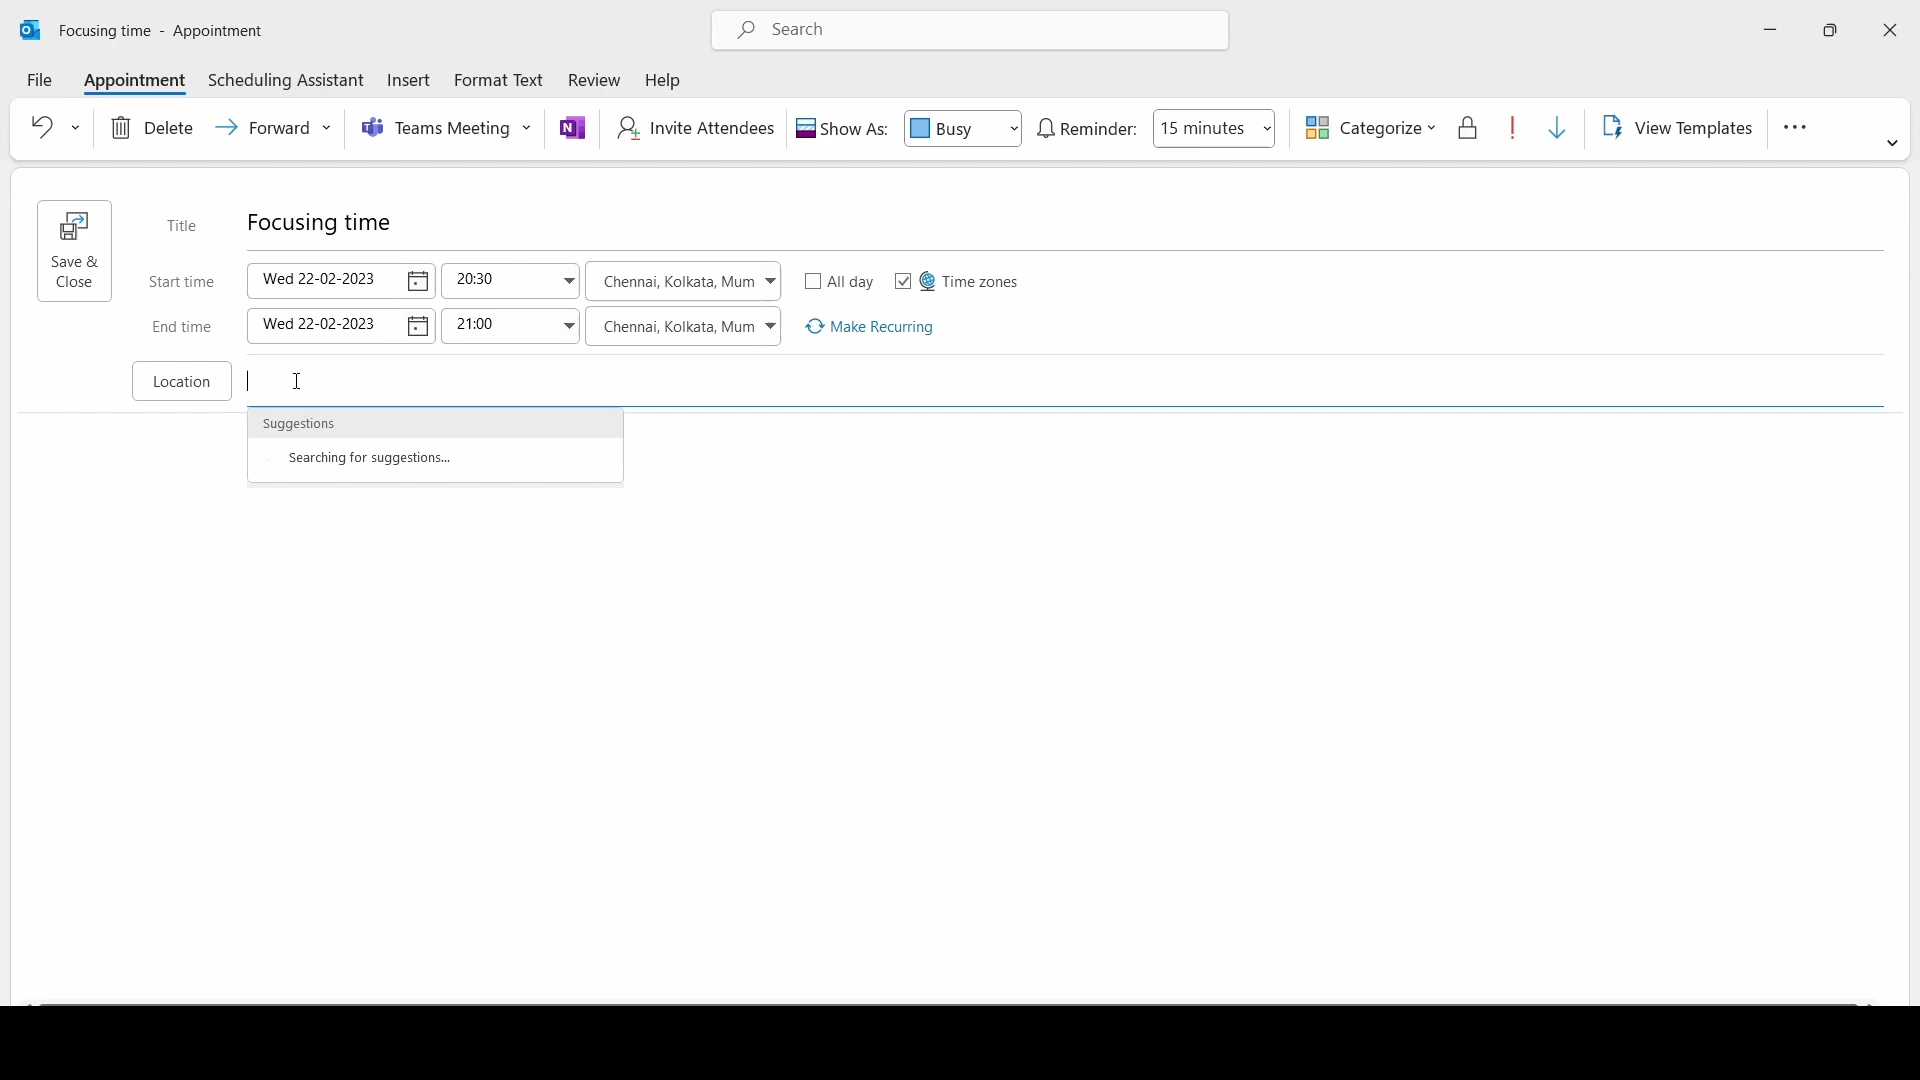 Focusing time - Appointment
Search
File Appointment Scheduling Assistant Insert Format Text Review Help
Delete Forward Teams Meeting Invite Attendees Show As: Busy Reminder: 15 minutes Categorize View Templates
Save & Close
Title Focusing time
Start time Wed 22-02-2023 20:30 Chennai, Kolkata, Mum All day Time zones
End time Wed 22-02-2023 21:00 Chennai, Kolkata, Mum Make Recurring
Location
Suggestions
Searching for suggestions...